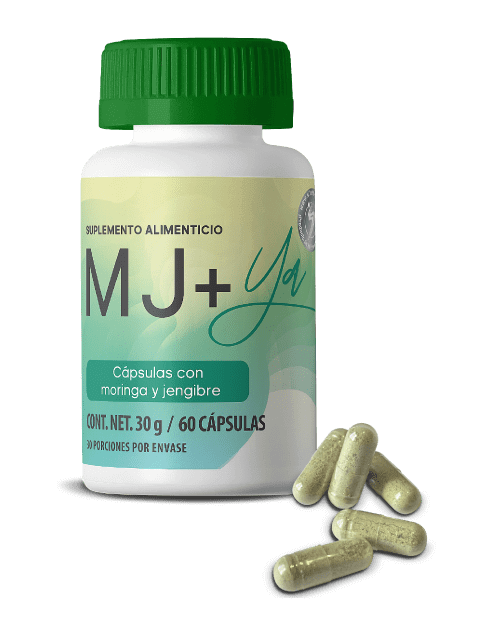 SUPLEMENTO ALIMENTICIO
MJ+ Ya
Cápsulas con
moringa y jengibre
CONT. NET. 30 g / 60 CÁPSULAS
30 PORCIONES POR ENVASE